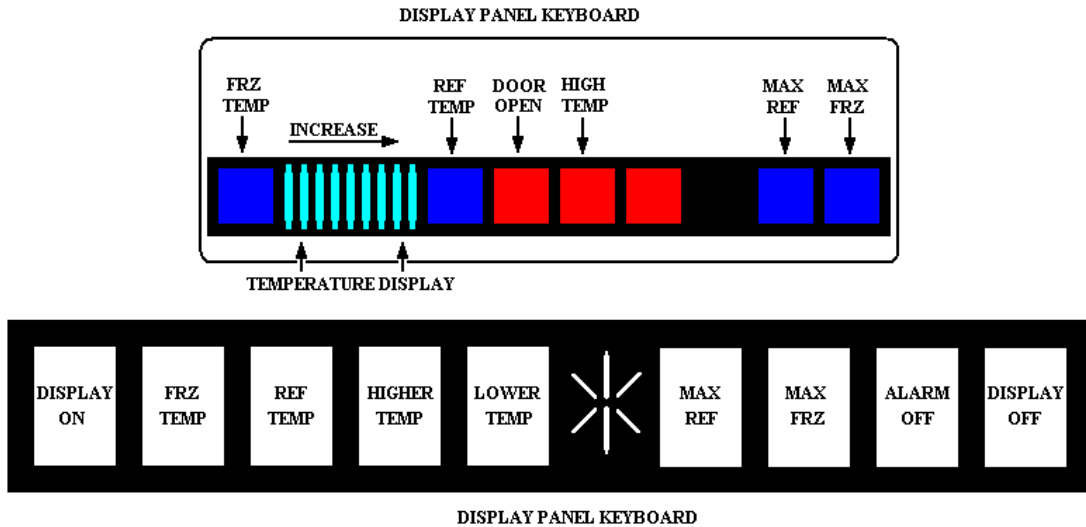 DISPLAY PANEL KEYBOARD
FRZ
TEMP
INCREASE
REF
TEMP
DOOR
OPEN
HIGH
TEMP
MAX
REF
MAX
FRZ
TEMPERATURE DISPLAY
DISPLAY
ON
FRZ
TEMP
REF
TEMP
HIGHER
TEMP
LOWER
TEMP
MAX
REF
MAX
FRZ
ALARM
OFF
DISPLAY
OFF
DISPLAY PANEL KEYBOARD